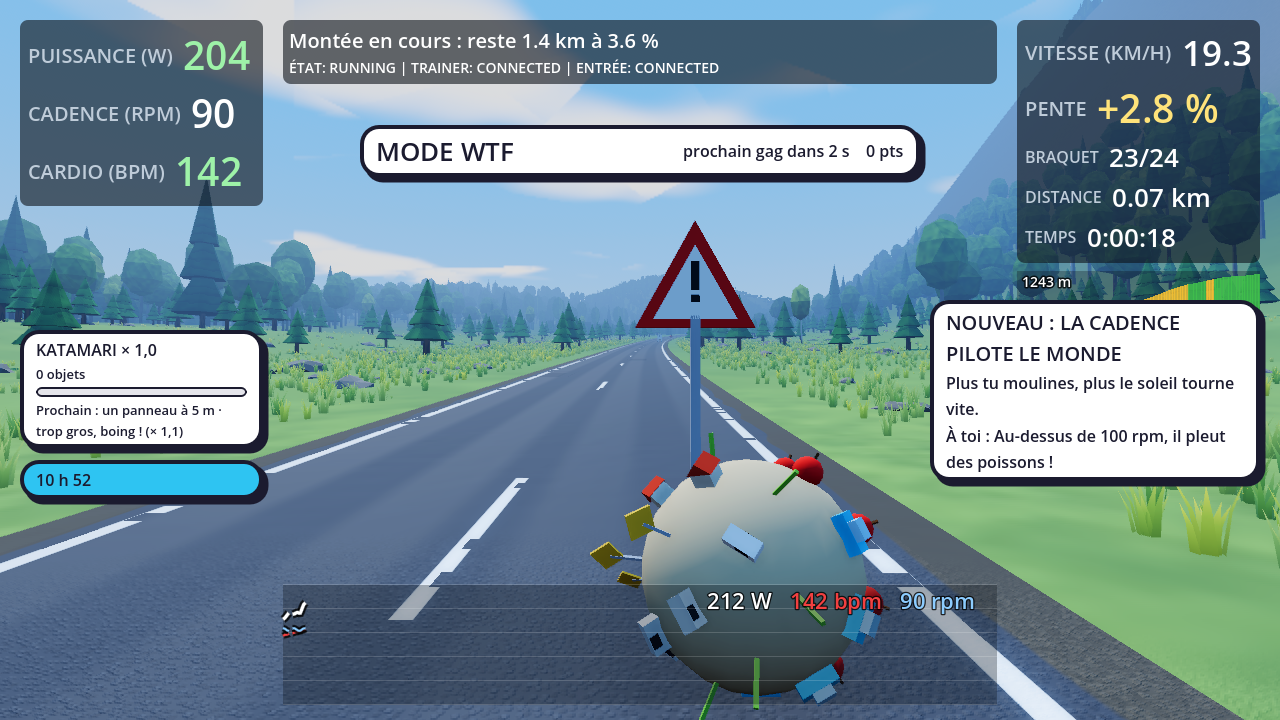 PUISSANCE (W) 204
CADENCE (RPM) 90
CARDIO (BPM) 142
Montée en cours : reste 1.4 km à 3.6 %
ÉTAT: RUNNING | TRAINER: CONNECTED | ENTRÉE: CONNECTED
MODE WTF prochain gag dans 2 s 0 pts
VITESSE (KM/H) 19.3
PENTE +2.8 %
BRAQUET 23/24
DISTANCE 0.07 km
TEMPS 0:00:18
1243 m
!
KATAMARI × 1,0
0 objets
Prochain : un panneau à 5 m ·
trop gros, boing ! (× 1,1)
10 h 52
NOUVEAU : LA CADENCE
PILOTE LE MONDE
Plus tu moulines, plus le soleil tourne
vite.
À toi : Au-dessus de 100 rpm, il pleut
des poissons !
212 W 142 bpm 90 rpm